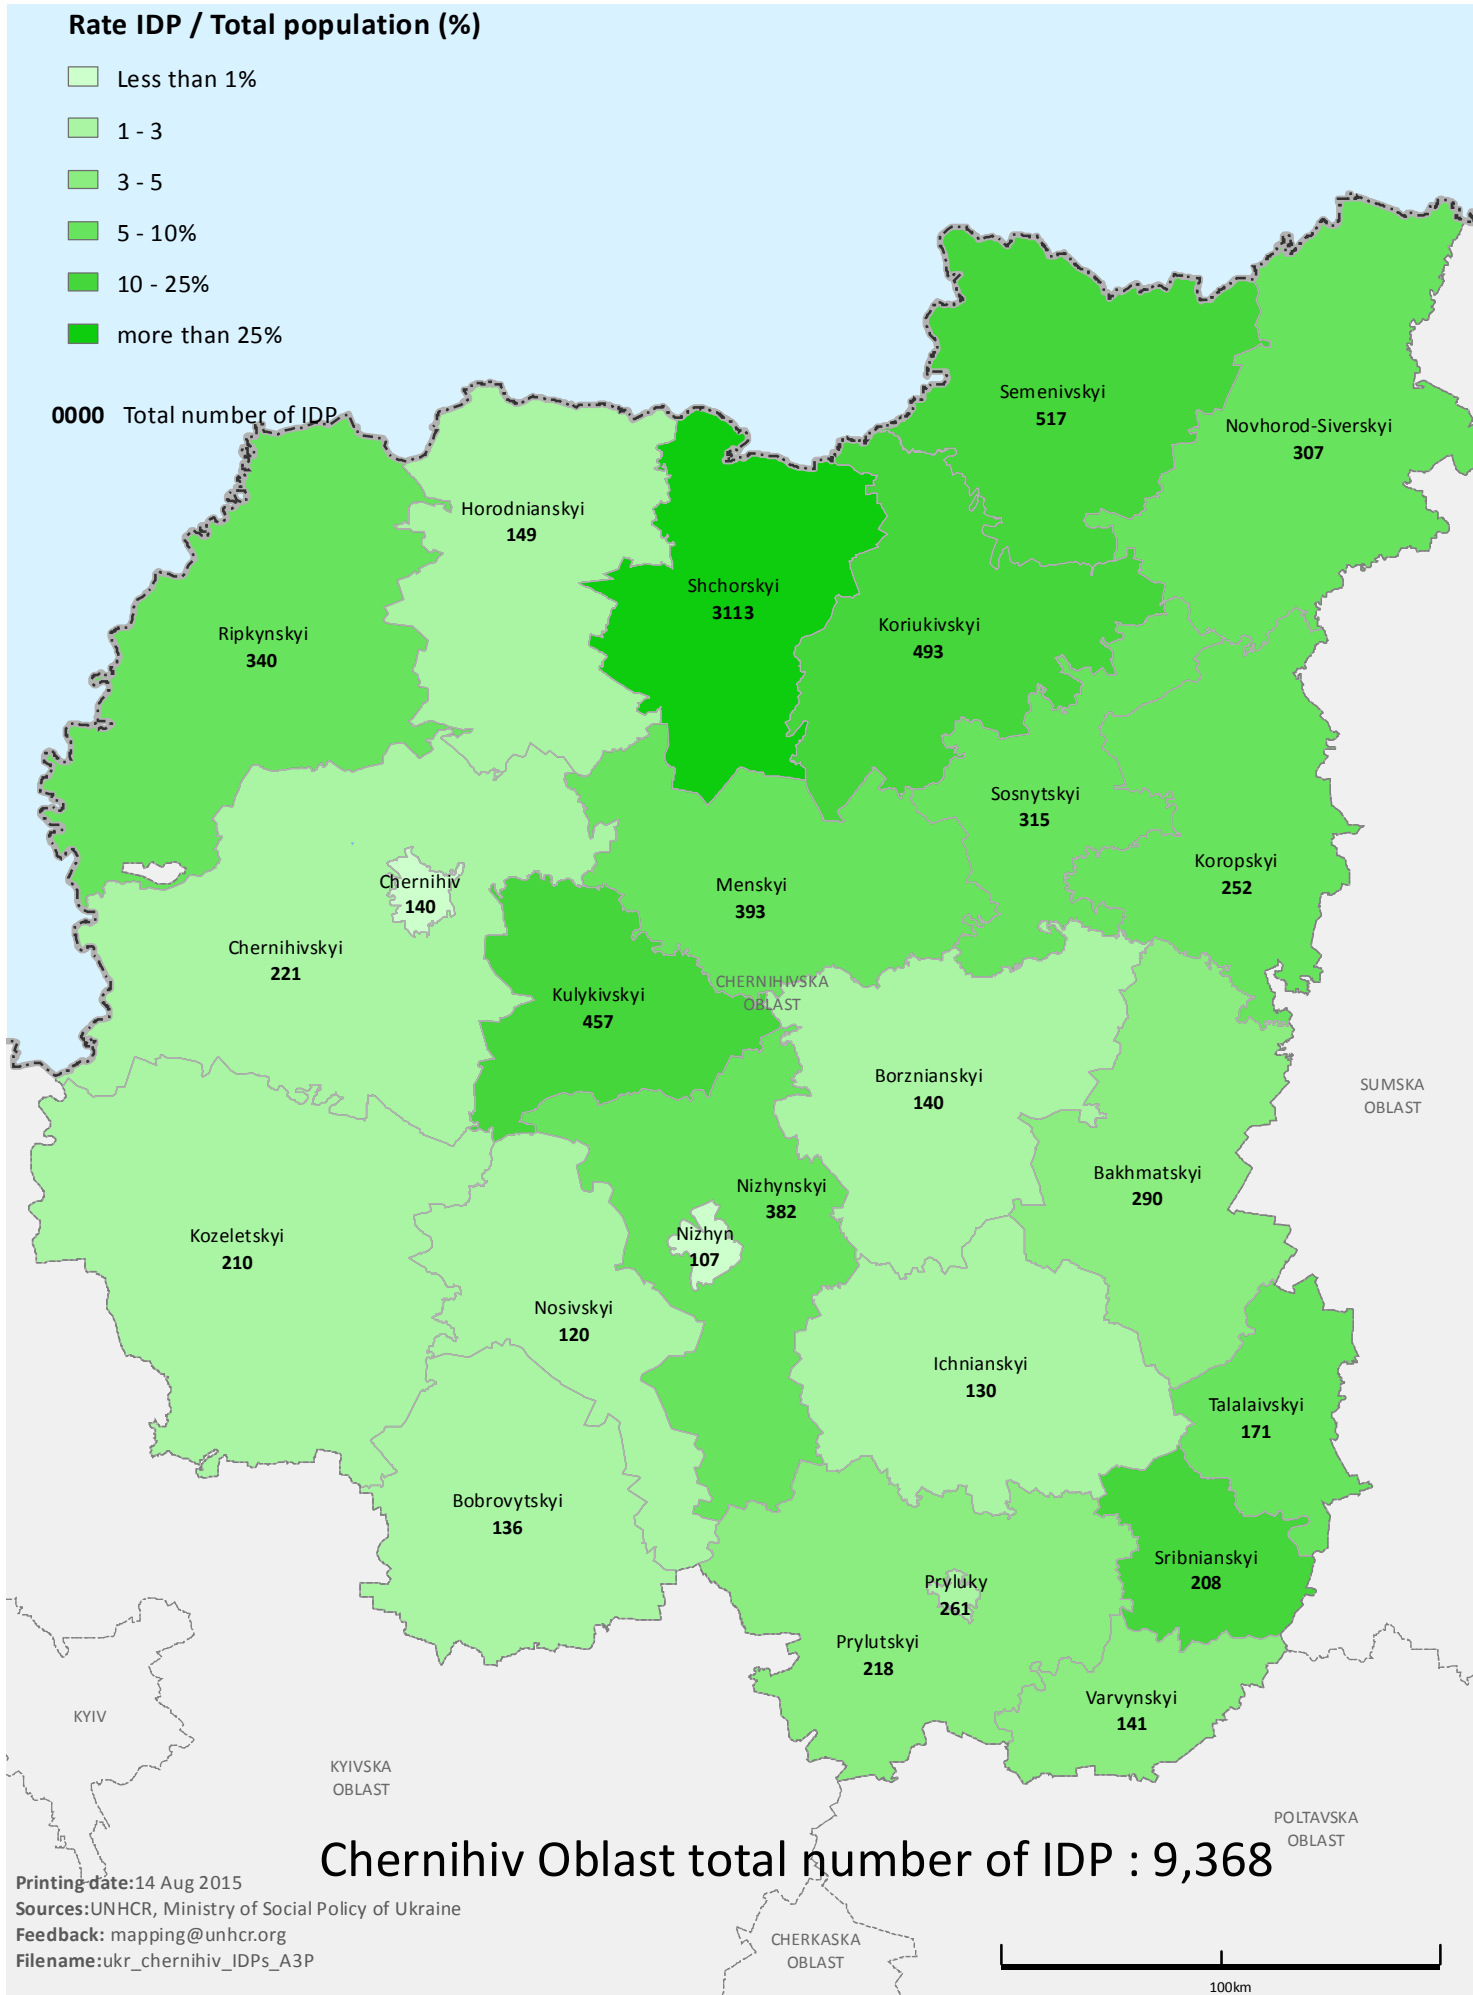 Rate IDP / Total population (%)
Less than 1%
1 - 3
3 - 5
5 - 10%
10 - 25%
more than 25%
0000 Total number of IDP
Semenivskyi
517
Novhorod-Siverskyi
307
Horodnianskyi
149
Shchorskyi
3113
Koriukivskyi
493
Ripkynskyi
340
Sosnytskyi
315
Koropskyi
252
Menskyi
393
Chernihiv
140
Chernihivskyi
221
Kulykivskyi
457
CHERNIHIVSKA
OBLAST
Borznianskyi
140
SUMSKA
OBLAST
Bakhmatskyi
290
Nizhynskyi
382
Nizhyn
107
Kozeletskyi
210
Nosivskyi
120
Ichnianskyi
130
Talalaivskyi
171
Bobrovytskyi
136
Sribnianskyi
208
Pryluky
261
Prylutskyi
218
Varvynskyi
141
KYIV
KYIVSKA
OBLAST
POLTAVSKA
OBLAST
Chernihiv Oblast total number of IDP : 9,368
Printing date:14 Aug 2015
Sources:UNHCR, Ministry of Social Policy of Ukraine
Feedback: mapping@unhcr.org
Filename:ukr_chernihiv_IDPs_A3P
CHERKASKA
OBLAST
100km